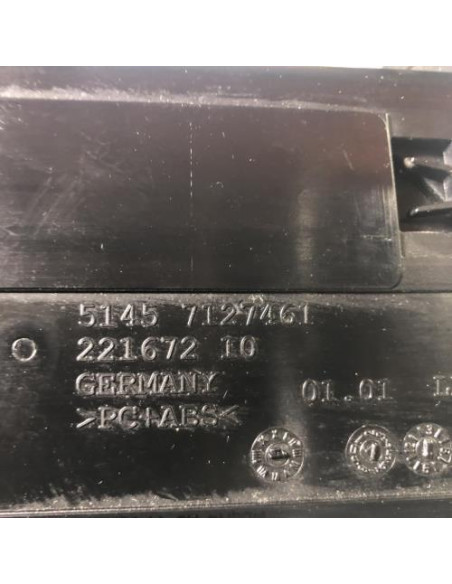 5145 7127461
221672 10
GERMANY 01.01
>PC+ABS<